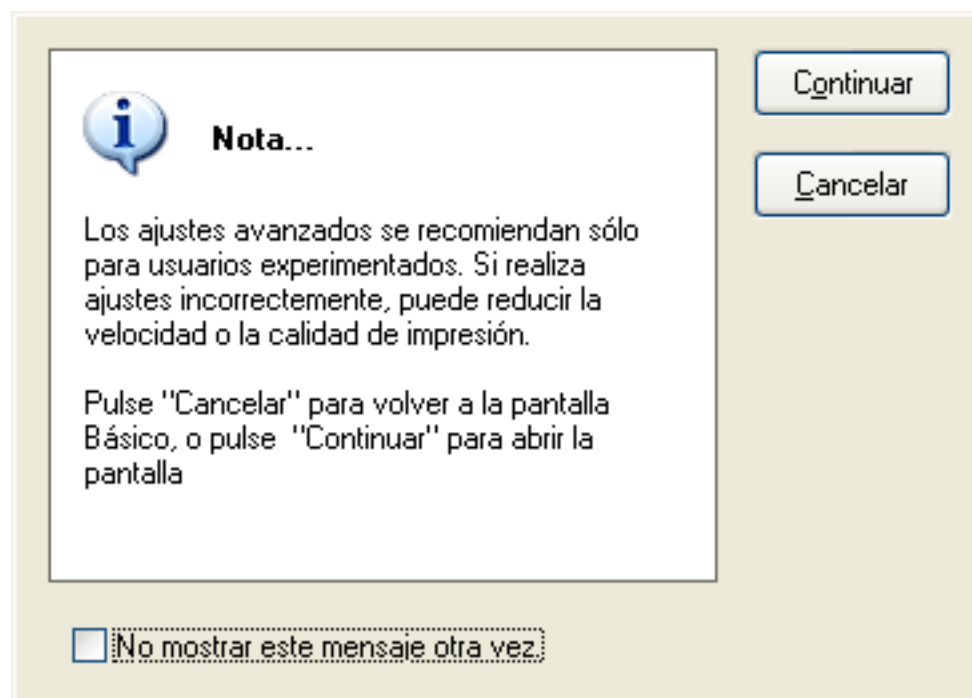 Nota...
Los ajustes avanzados se recomiendan sólo
para usuarios experimentados. Si realiza
ajustes incorrectemente, puede reducir la
velocidad o la calidad de impresión.
Pulse "Cancelar" para volver a la pantalla
Básico, o pulse  "Continuar" para abrir la
pantalla
Continuar
Cancelar
No mostrar este mensaje otra vez.